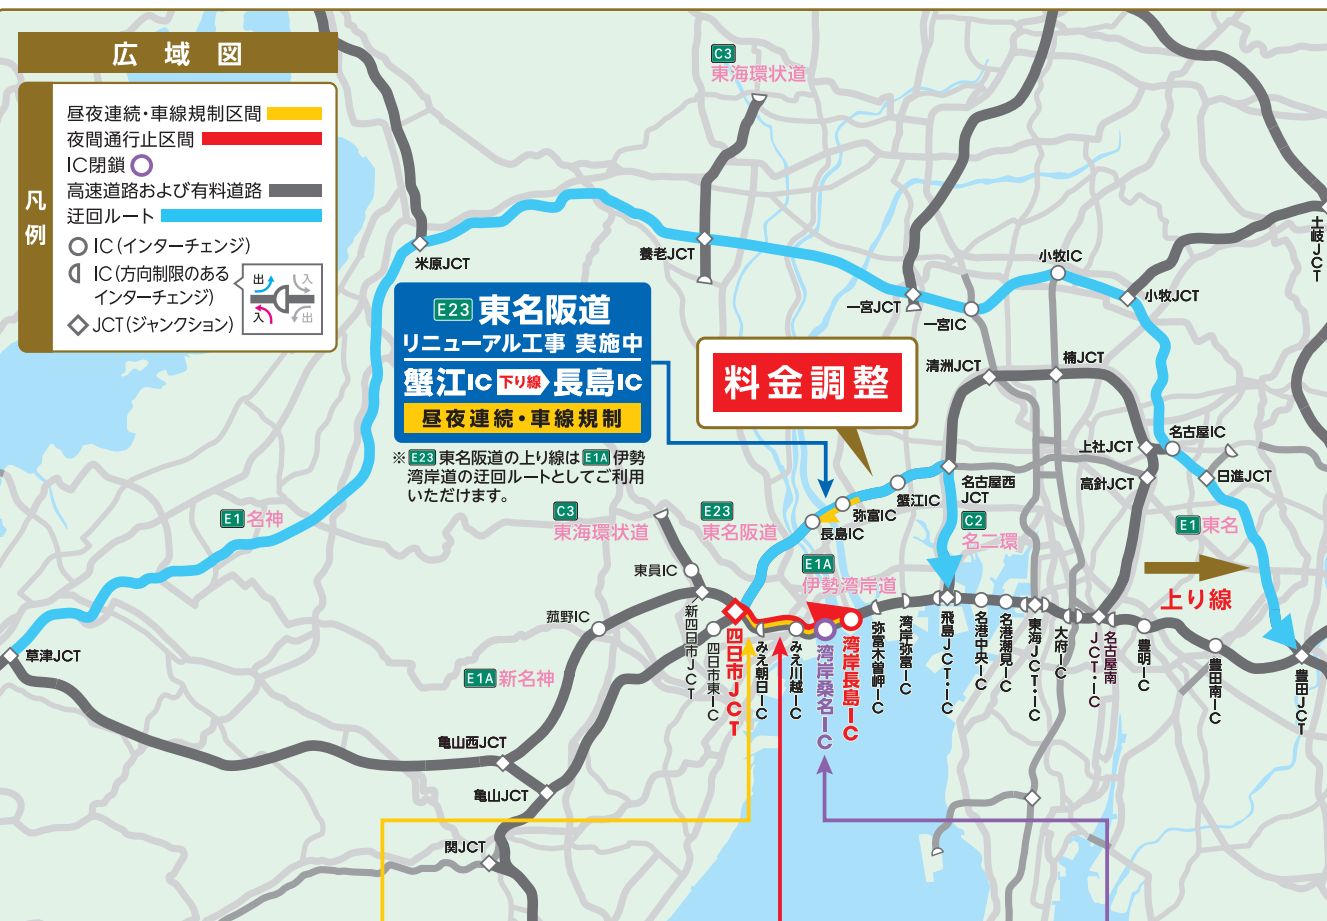 広域図
凡例
昼夜連続・車線規制区間
夜間通行止区間
IC閉鎖
高速道路および有料道路
迂回ルート
IC(インターチェンジ)
IC(方向制限のある
インターチェンジ)
出
入
入
出
JCT(ジャンクション)
C3
東海環状道
土岐JCT
米原JCT
養老JCT
一宮JCT
一宮IC
小牧IC
小牧JCT
E23 東名阪道
リニューアル工事 実施中
蟹江IC 下り線 長島IC
昼夜連続・車線規制
※E23東名阪道の上り線はE1A伊勢
湾岸道の迂回ルートとしてご利用
いただけます。
料金調整
清洲JCT
楠JCT
上社JCT
名古屋IC
高針JCT
日進JCT
名古屋西
JCT
蟹江IC
弥富IC
長島IC
E1 名神
C3
東海環状道
E23
東名阪道
C2
名二環
E1 東名
E1A
伊勢湾岸道
上り線
東員IC
菰野IC
草津JCT
E1A 新名神
新四日市JCT
四日市東IC
四日市JCT
みえ朝日IC
みえ川越IC
湾岸桑名IC
湾岸長島IC
弥富木曽岬IC
湾岸弥富IC
飛島JCT・IC
名港中央IC
名港潮見IC
東海JCT・IC
大府IC
名古屋南
JCT・IC
豊明IC
豊田南IC
豊田JCT
亀山西JCT
亀山JCT
関JCT